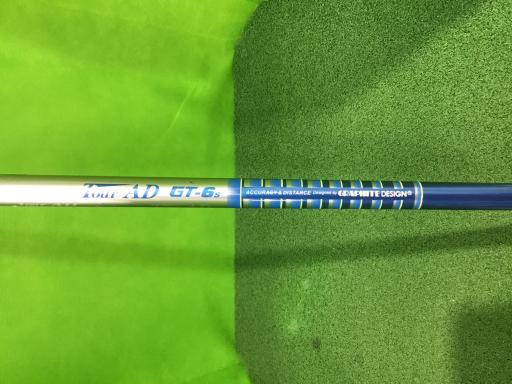 Tour AD GT-6s ACCURACY & DISTANCE Designed by GRAPHITE DESIGN®